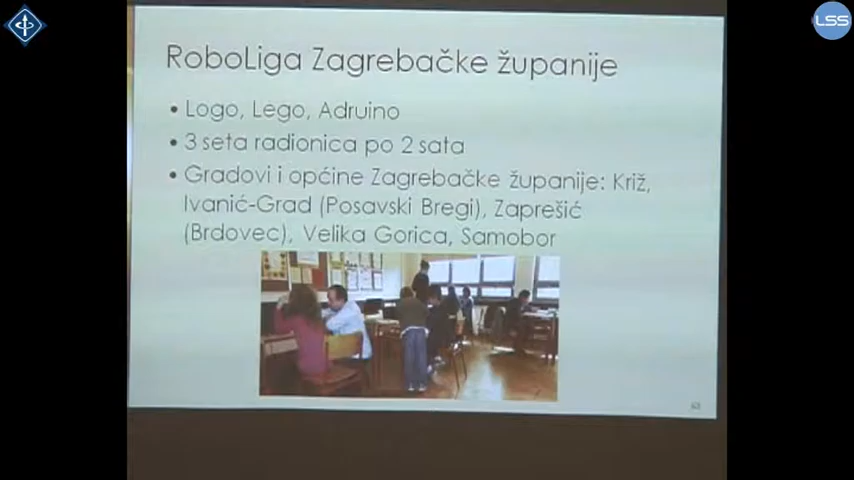 LSS
RoboLiga Zagrebačke županije
• Logo, Lego, Adruino
• 3 seta radionica po 2 sata
• Gradovi i općine Zagrebačke županije: Križ,
Ivanić-Grad (Posavski Bregi), Zaprešić
(Brdovec), Velika Gorica, Samobor